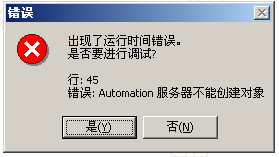 错误
出现了运行时间错误。
是否要进行调试?
行: 45
错误: Automation 服务器不能创建对象
是(Y)
否(N)